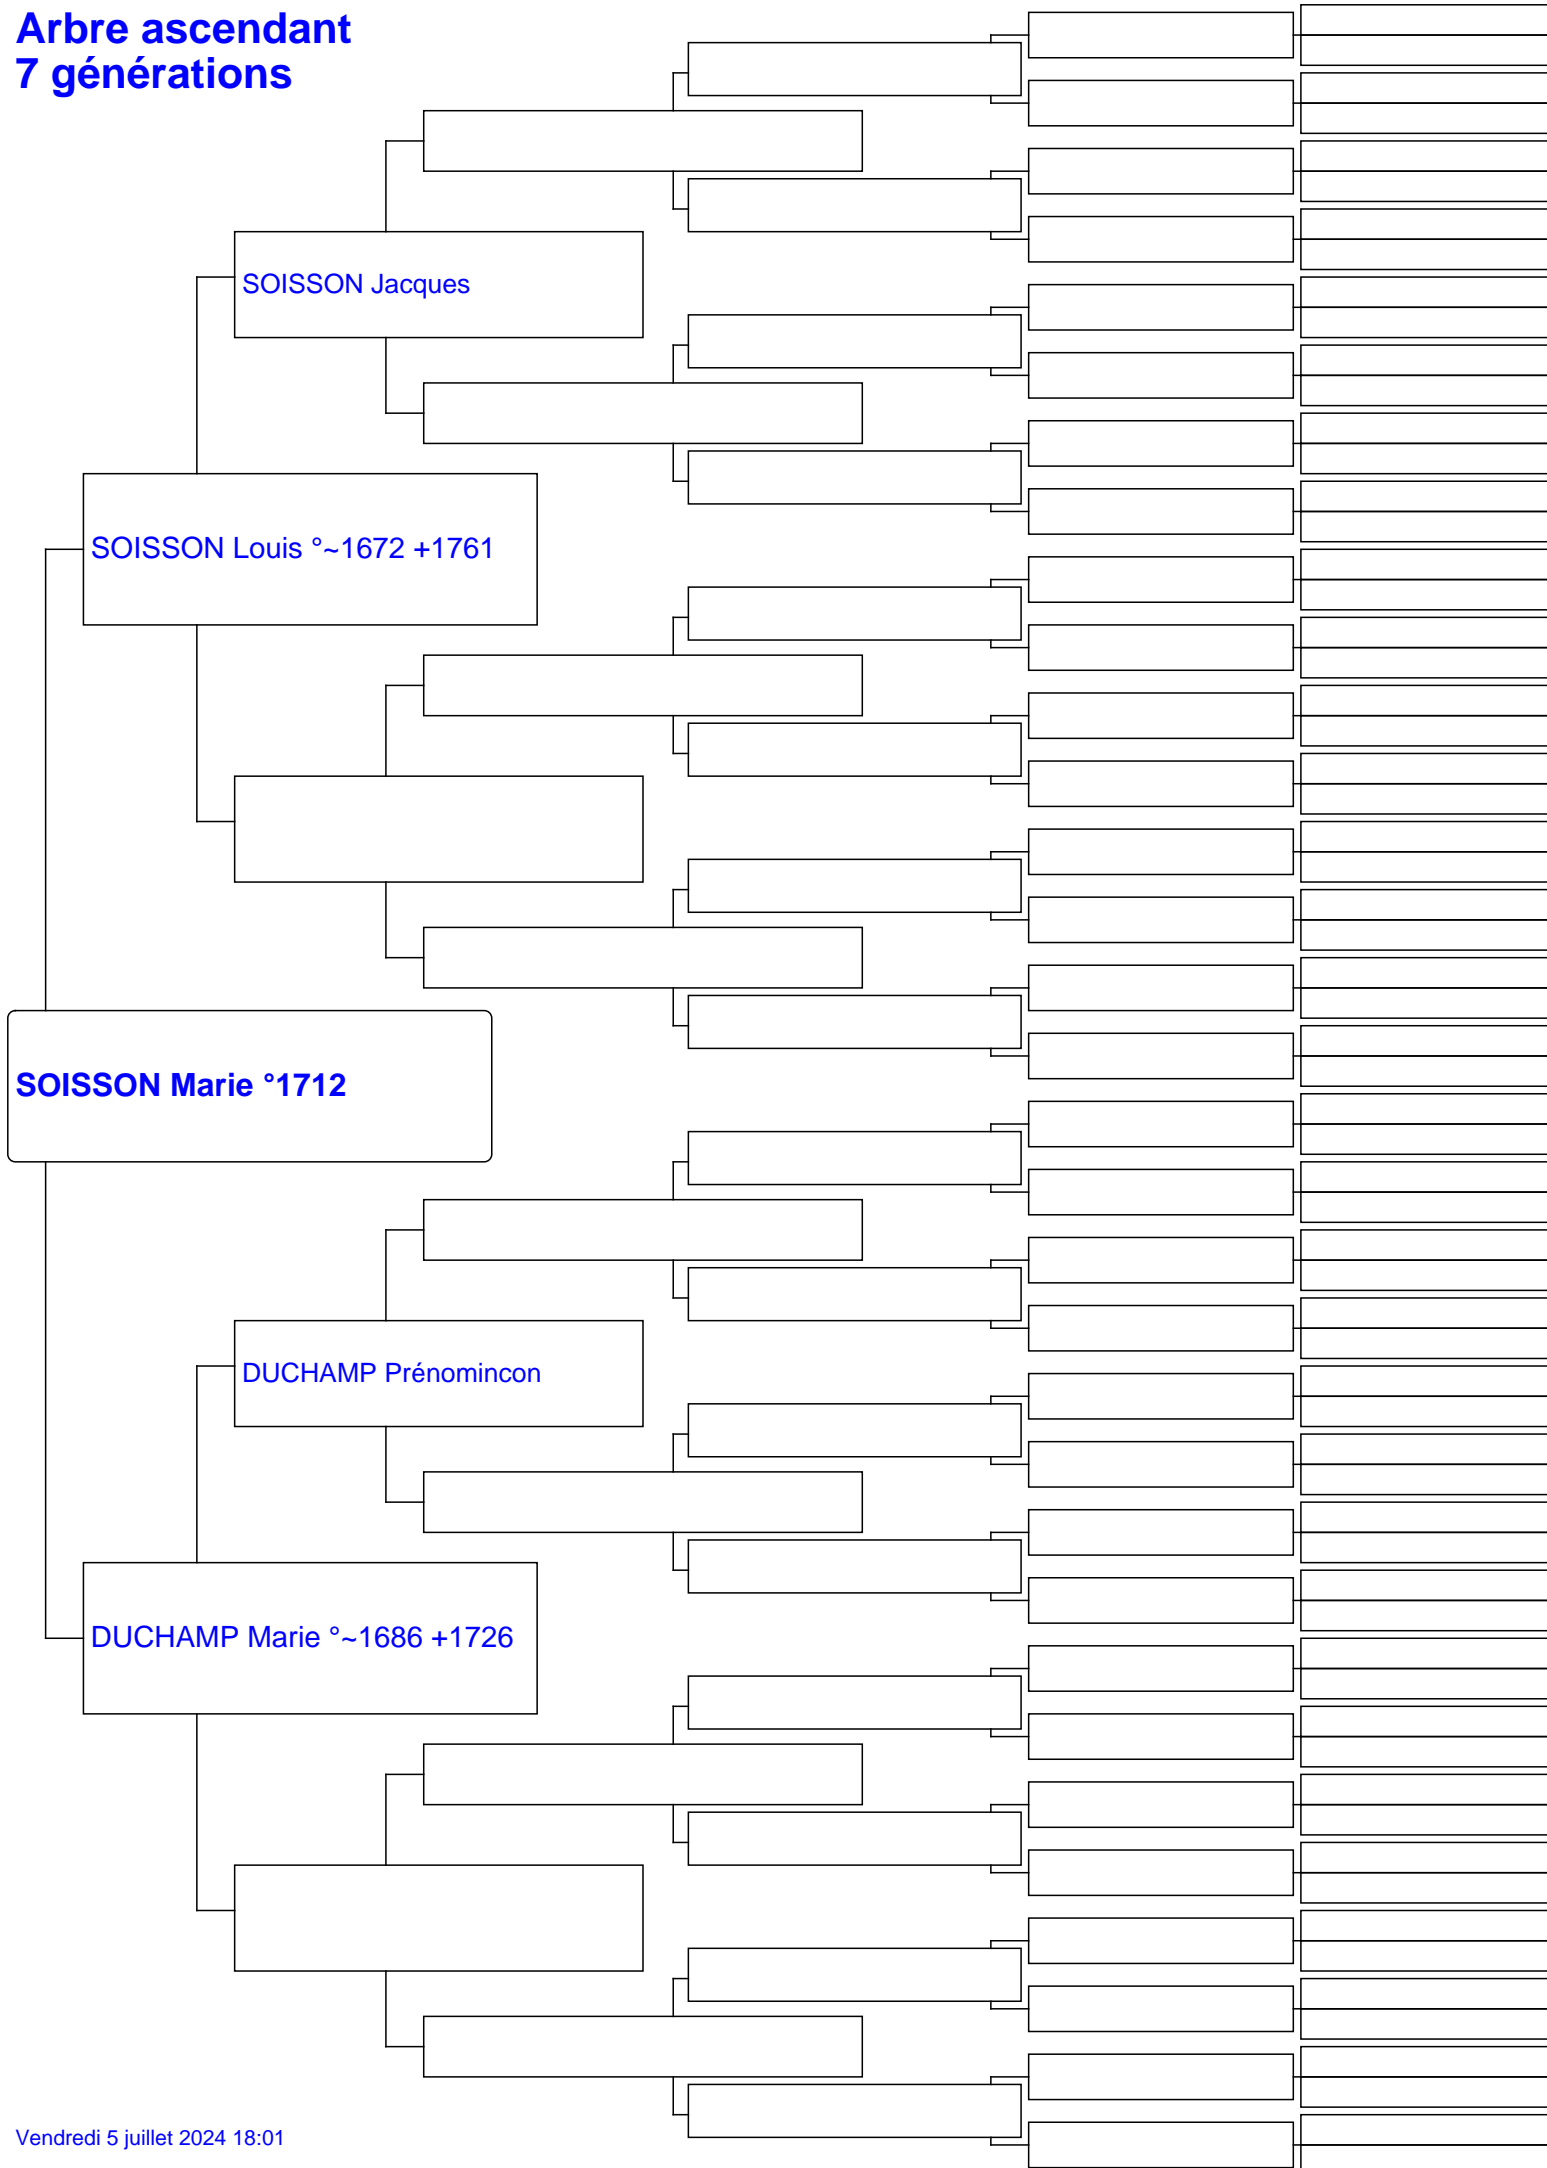 Arbre ascendant
7 générations
SOISSON Jacques
SOISSON Louis °~1672 +1761
SOISSON Marie °1712
DUCHAMP Prénomincon
DUCHAMP Marie °~1686 +1726
Vendredi 5 juillet 2024 18:01